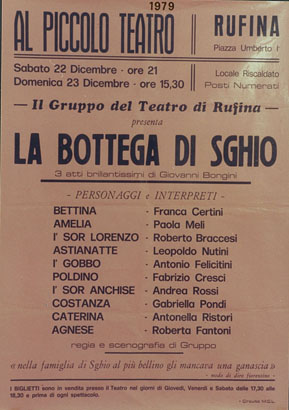 1979
AL PICCOLO TEATRO
RUFINA
Piazza Umberto I°
Sabato 22 Dicembre - ore 21
Domenica 23 Dicembre - ore 15,30
Locale Riscaldato
Posti Numerati
— Il Gruppo del Teatro di Rufina —
presenta
LA BOTTEGA DI SGHIO
3 atti brillantissimi di Giovanni Bongini
- PERSONAGGI e INTERPRETI -
BETTINA - Franca Certini
AMELIA - Paola Meli
I' SOR LORENZO - Roberto Braccesi
ASTIANATTE - Leopoldo Nutini
I' GOBBO - Antonio Felicitini
POLDINO - Fabrizio Cresci
I' SOR ANCHISE - Andrea Rossi
COSTANZA - Gabriella Pondi
CATERINA - Antonella Ristori
AGNESE - Roberta Fantoni
regia e scenografia di Gruppo
« nella famiglia di Sghio al più bellino gli mancava una ganascia »
- modo di dire fiorentino -
I BIGLIETTI sono in vendita presso il Teatro nei giorni di Giovedì, Venerdì e Sabato dalle 17,30 alle
18,30 e prima di ogni spettacolo.